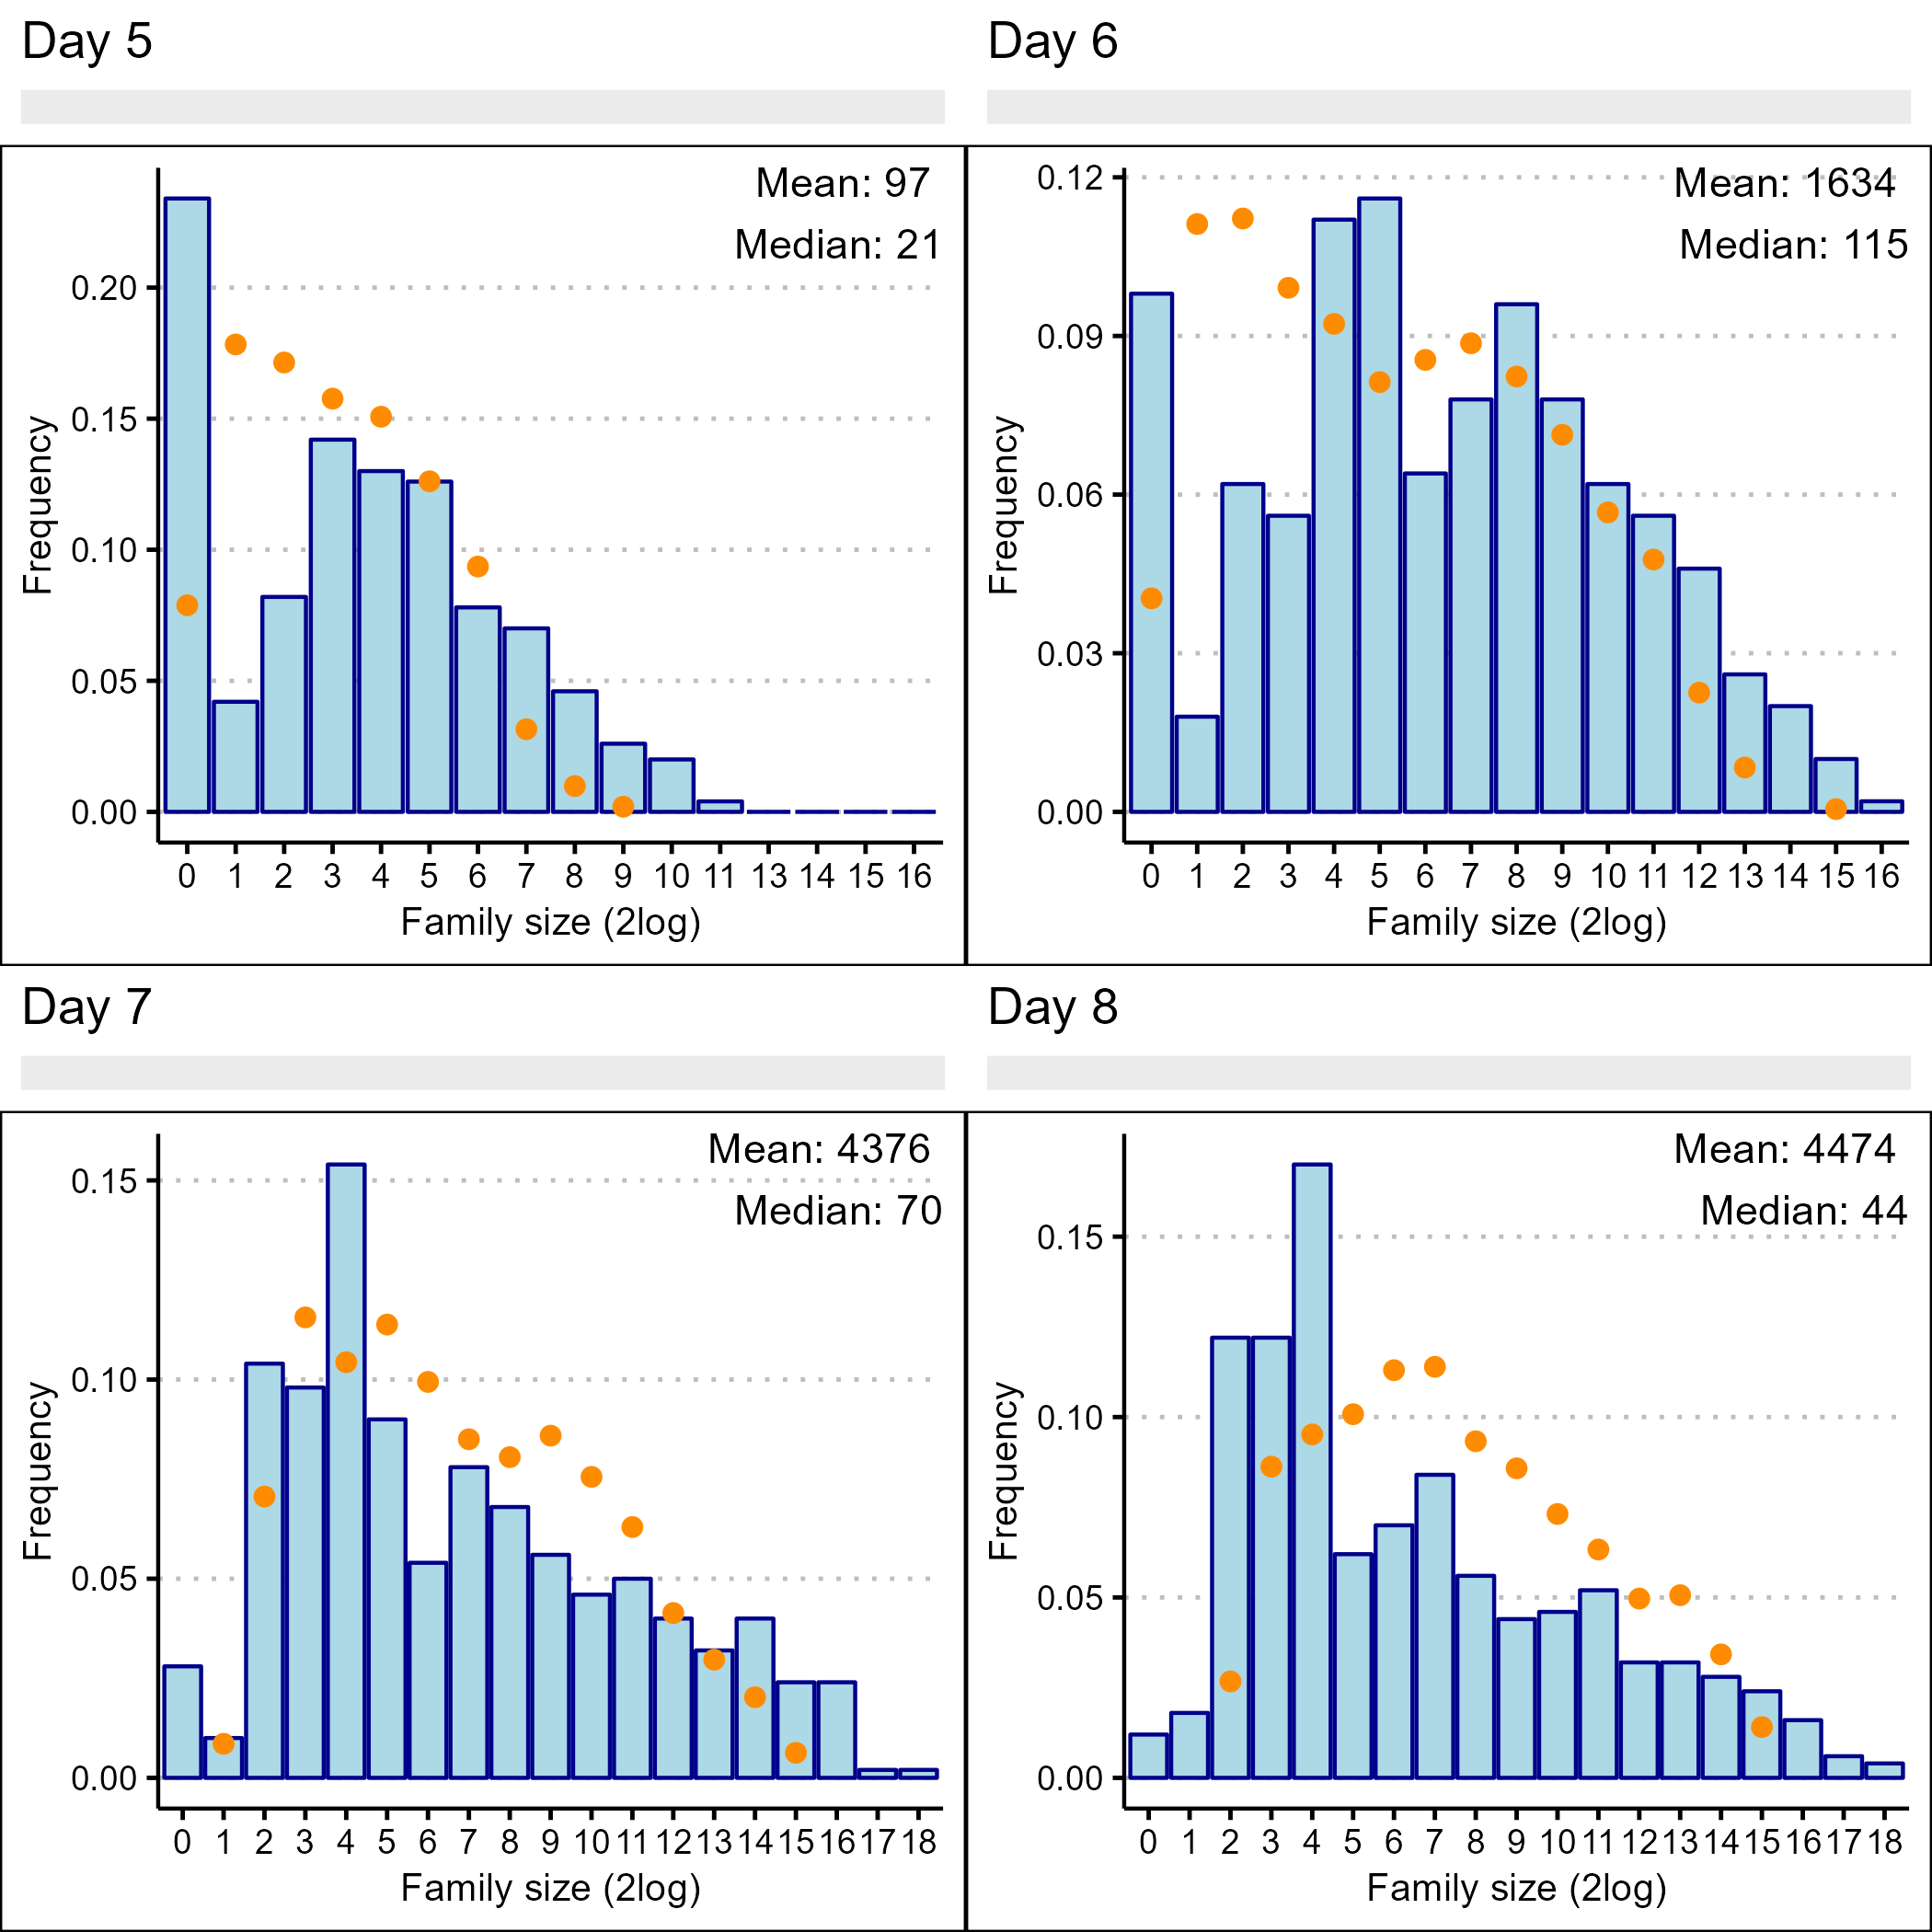 Day 5
Mean: 97
Median: 21
0.20
0.15
0.10
0.05
0.00
Frequency
0 1 2 3 4 5 6 7 8 9 10 11 13 14 15 16
Family size (2log)
Day 6
Mean: 1634
Median: 115
0.12
0.09
0.06
0.03
0.00
Frequency
0 1 2 3 4 5 6 7 8 9 10 11 12 13 14 15 16
Family size (2log)
Day 7
Mean: 4376
Median: 70
0.15
0.10
0.05
0.00
Frequency
0 1 2 3 4 5 6 7 8 9 10 11 12 13 14 15 16 17 18
Family size (2log)
Day 8
Mean: 4474
Median: 44
0.15
0.10
0.05
0.00
Frequency
0 1 2 3 4 5 6 7 8 9 10 11 12 13 14 15 16 17 18
Family size (2log)